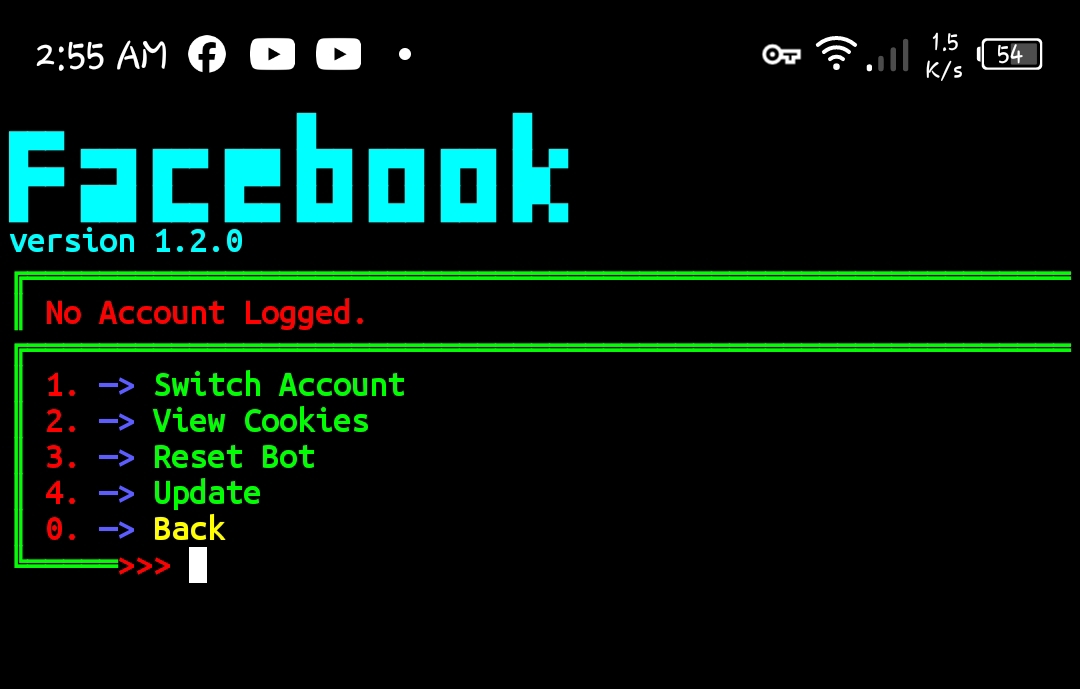 2:55 AM 1.5 K/s 54
Facebook
version 1.2.0
No Account Logged.
1. —> Switch Account
2. —> View Cookies
3. —> Reset Bot
4. —> Update
0. —> Back
>>>